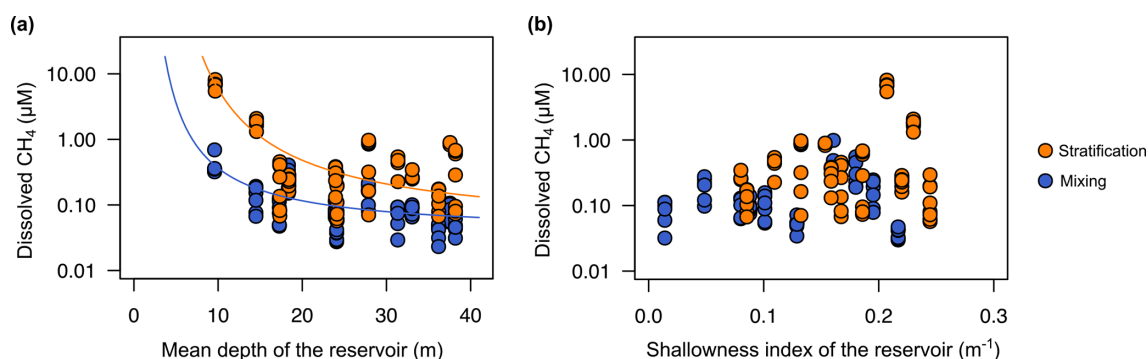 (a)
Dissolved CH₄ (µM)
10.00
1.00
0.10
0.01
0 10 20 30 40
Mean depth of the reservoir (m)
(b)
Dissolved CH₄ (µM)
10.00
1.00
0.10
0.01
0.0 0.1 0.2 0.3
Shallowness index of the reservoir (m⁻¹)
Stratification
Mixing